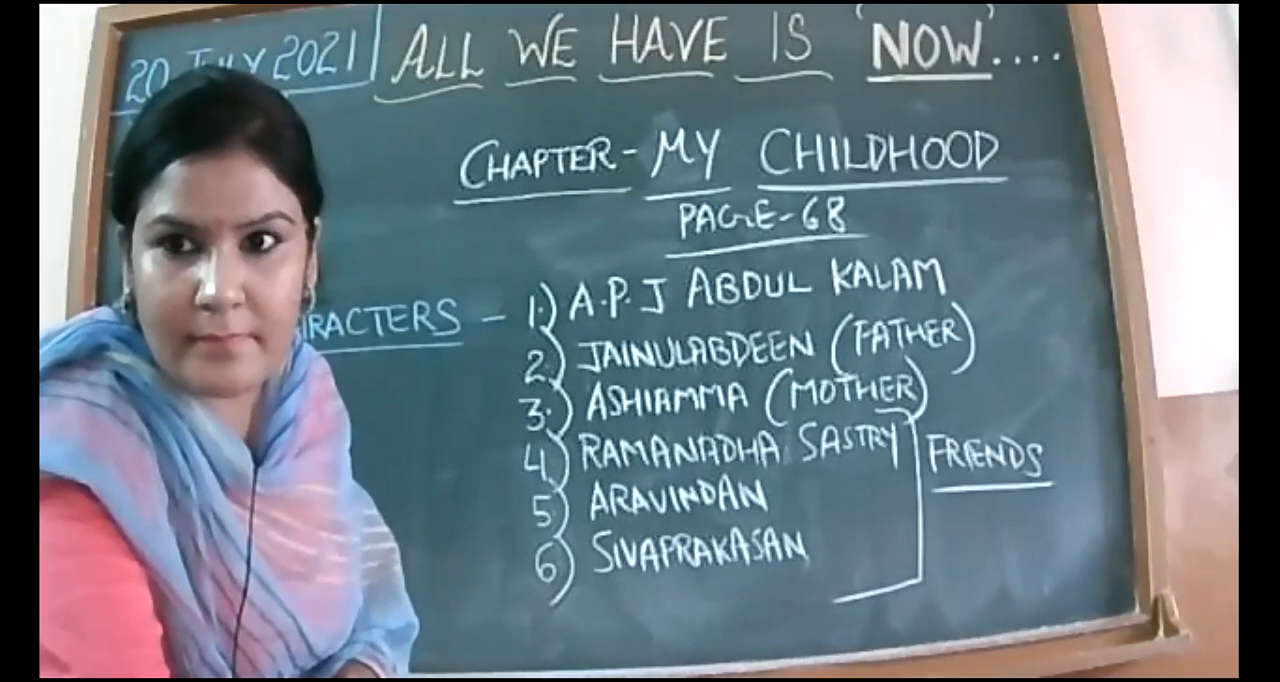 20 JULY 2021 ALL WE HAVE IS 'NOW'....
CHAPTER - MY CHILDHOOD
PAGE - 68
RACTERS - 1.) A.P.J ABDUL KALAM
2.) JAINULABDEEN (FATHER)
3.) ASHIAMMA (MOTHER)
4) RAMANADHA SASTRY
FRIENDS
5.) ARAVINDAN
6) SIVAPRAKASAN